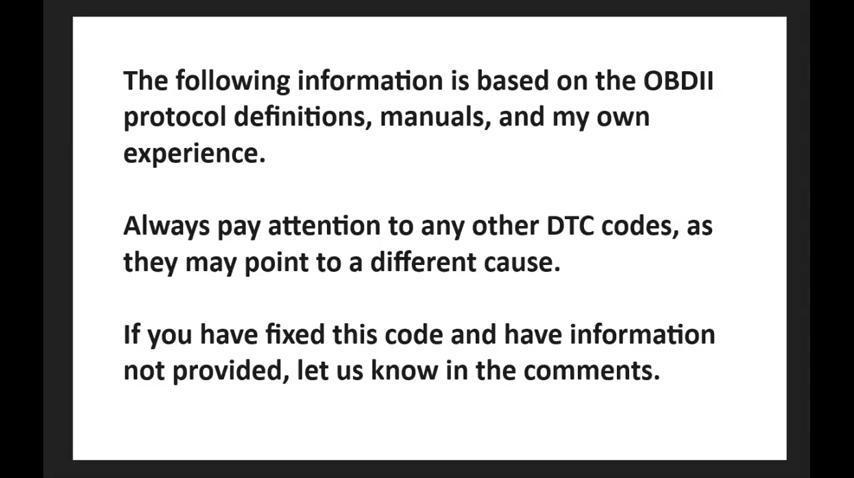 The following information is based on the OBDII
protocol definitions, manuals, and my own
experience.
Always pay attention to any other DTC codes, as
they may point to a different cause.
If you have fixed this code and have information
not provided, let us know in the comments.